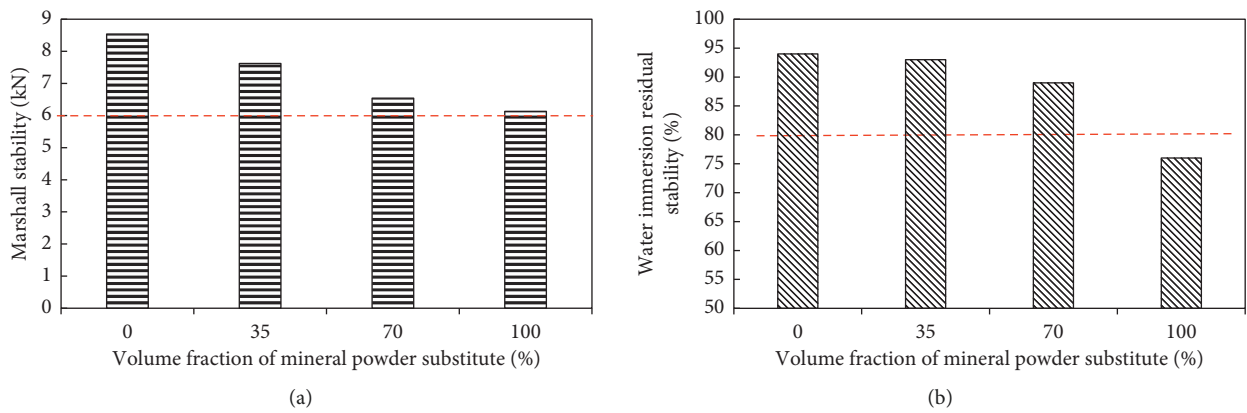 9
8
7
6
5
4
3
2
1
0
Marshall stability (kN)
0 35 70 100
Volume fraction of mineral powder substitute (%)
(a)
100
95
90
85
80
75
70
65
60
55
50
Water immersion residual
stability (%)
0 35 70 100
Volume fraction of mineral powder substitute (%)
(b)